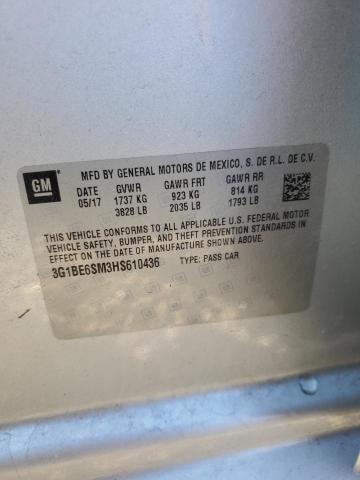 GM
MFD BY GENERAL MOTORS DE MEXICO, S. DE R.L. DE C.V.
DATE GVWR GAWR FRT GAWR RR
05/17 1737 KG 923 KG 814 KG
3828 LB 2035 LB 1793 LB
THIS VEHICLE CONFORMS TO ALL APPLICABLE U.S. FEDERAL MOTOR
VEHICLE SAFETY, BUMPER, AND THEFT PREVENTION STANDARDS IN
EFFECT ON THE DATE OF MANUFACTURE SHOWN ABOVE.
3G1BE6SM3HS610436 TYPE: PASS CAR